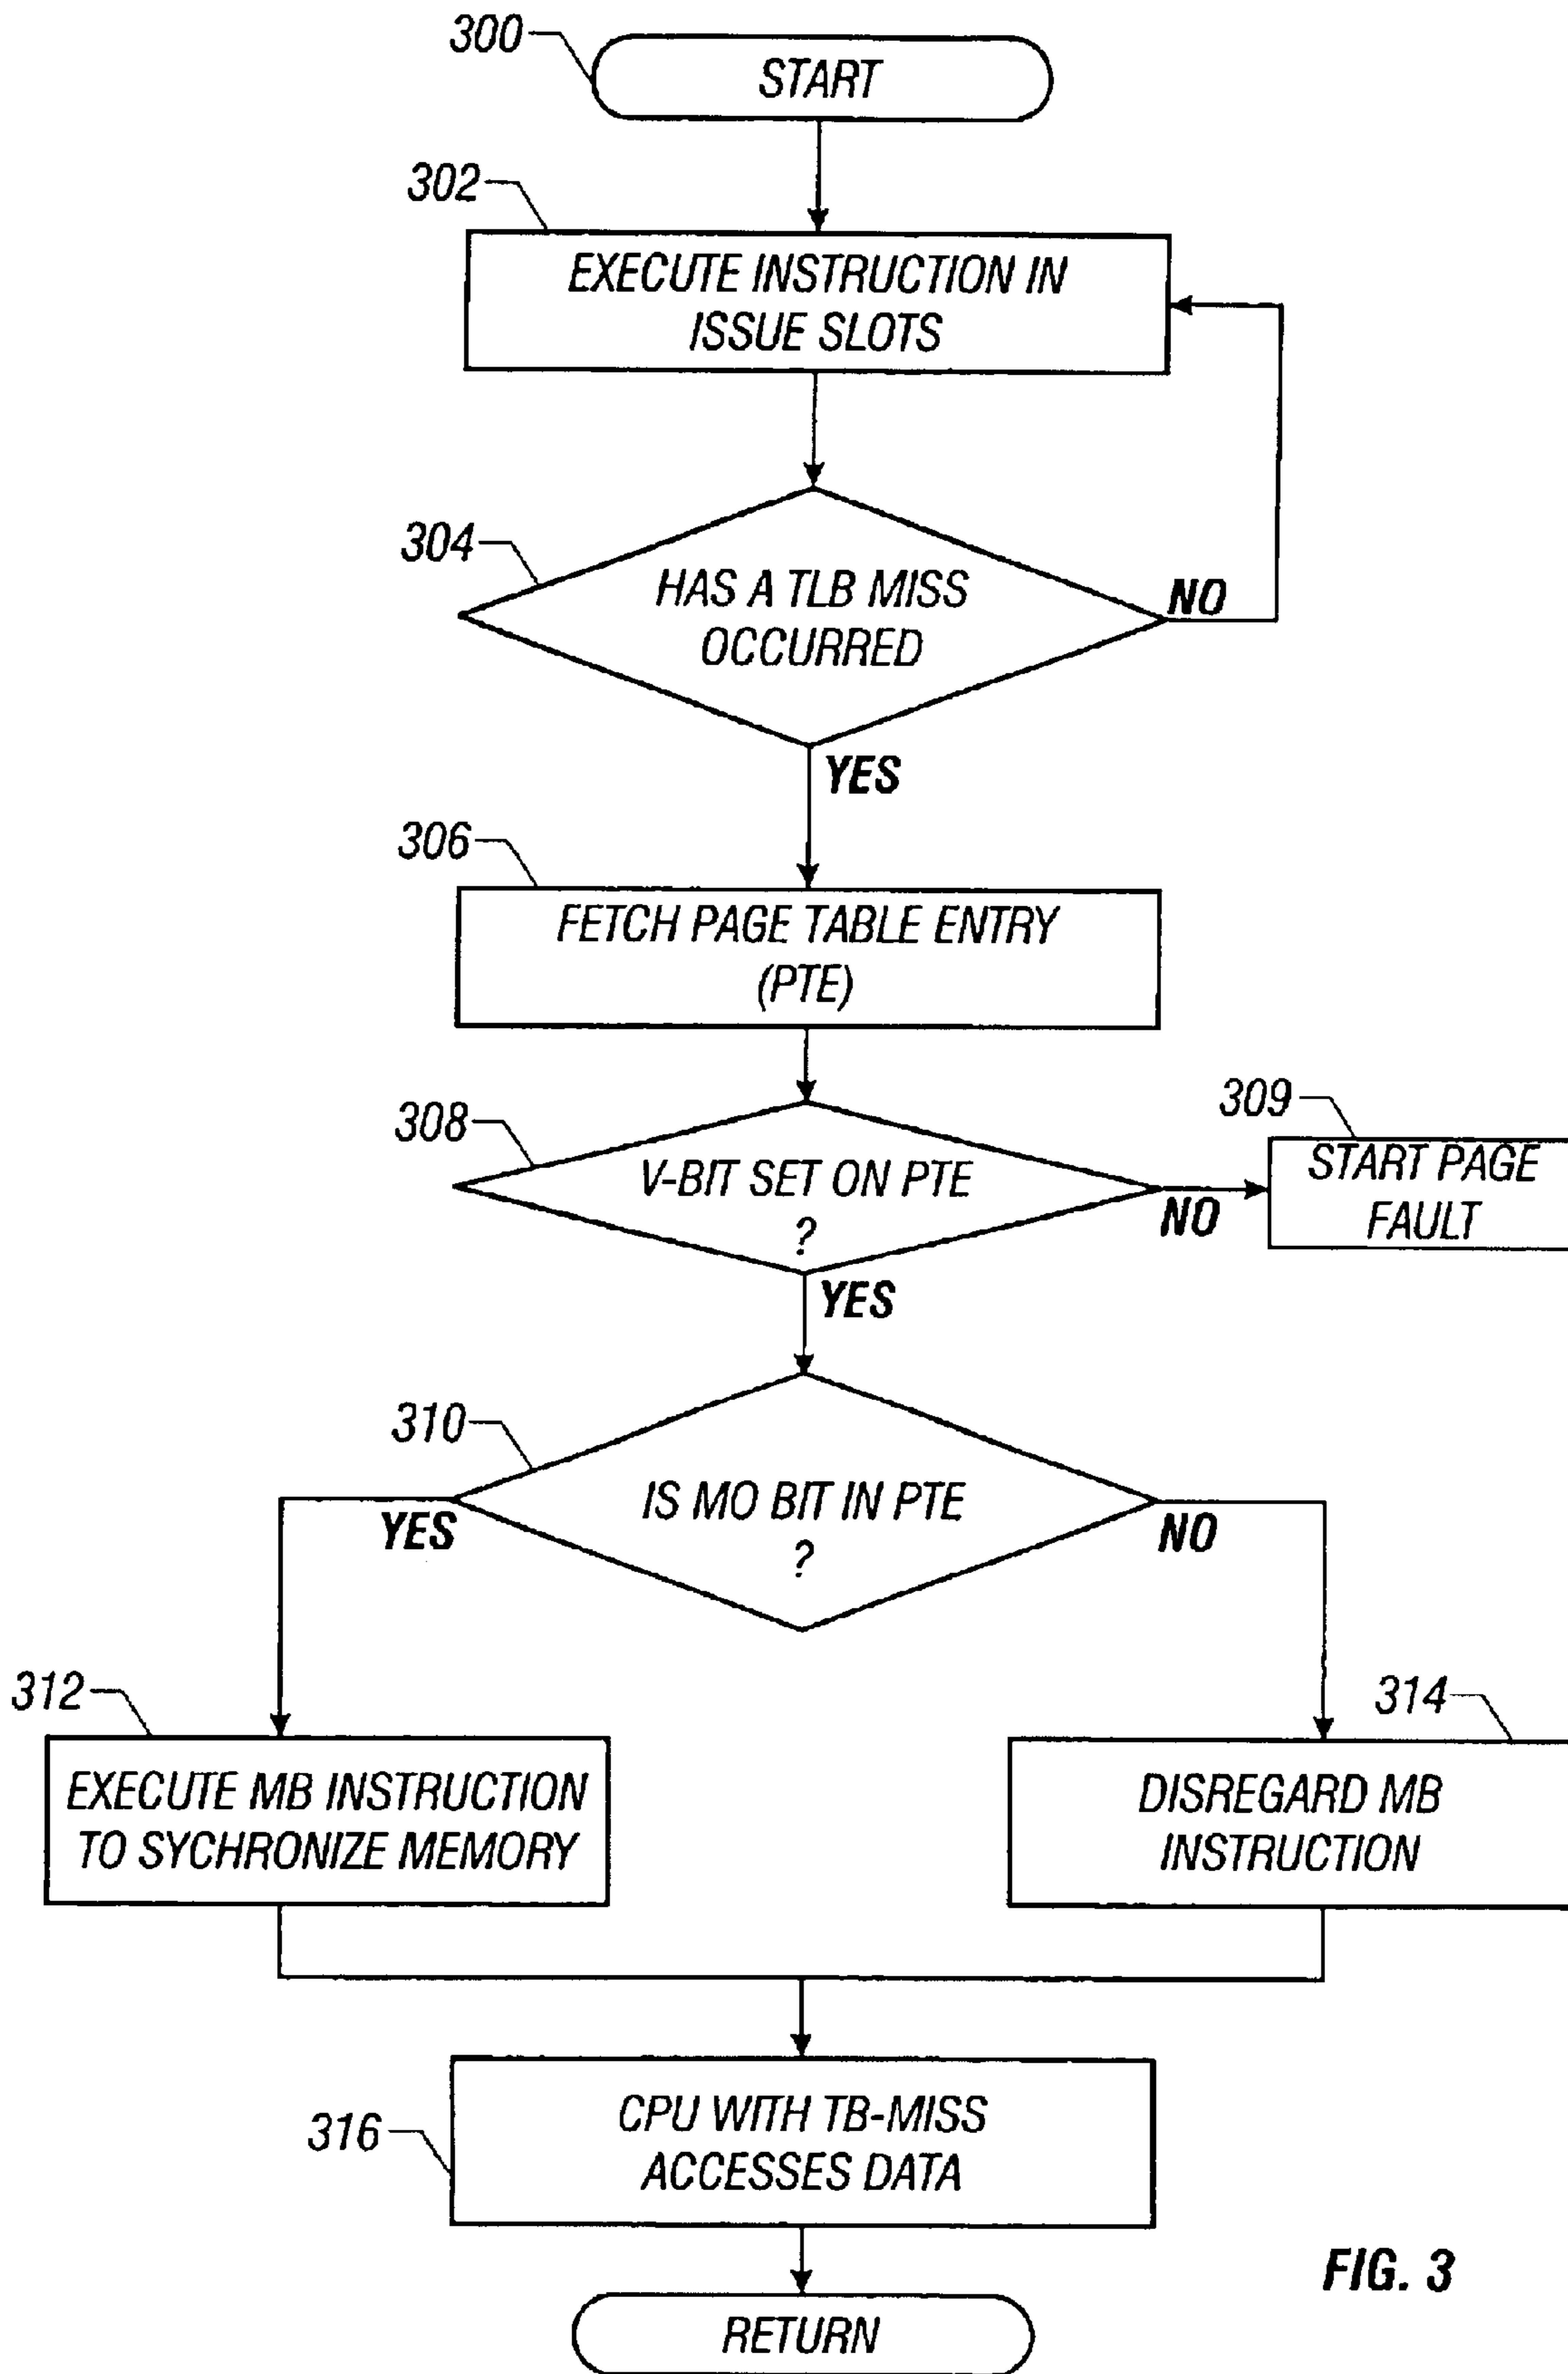 300
START
302
EXECUTE INSTRUCTION IN
ISSUE SLOTS
304
HAS A TLB MISS
OCCURRED
NO
YES
306
FETCH PAGE TABLE ENTRY
(PTE)
308
V-BIT SET ON PTE
?
NO
309
START PAGE
FAULT
YES
310
IS MO BIT IN PTE
?
YES
NO
312
EXECUTE MB INSTRUCTION
TO SYCHRONIZE MEMORY
314
DISREGARD MB
INSTRUCTION
316
CPU WITH TB-MISS
ACCESSES DATA
RETURN
FIG. 3